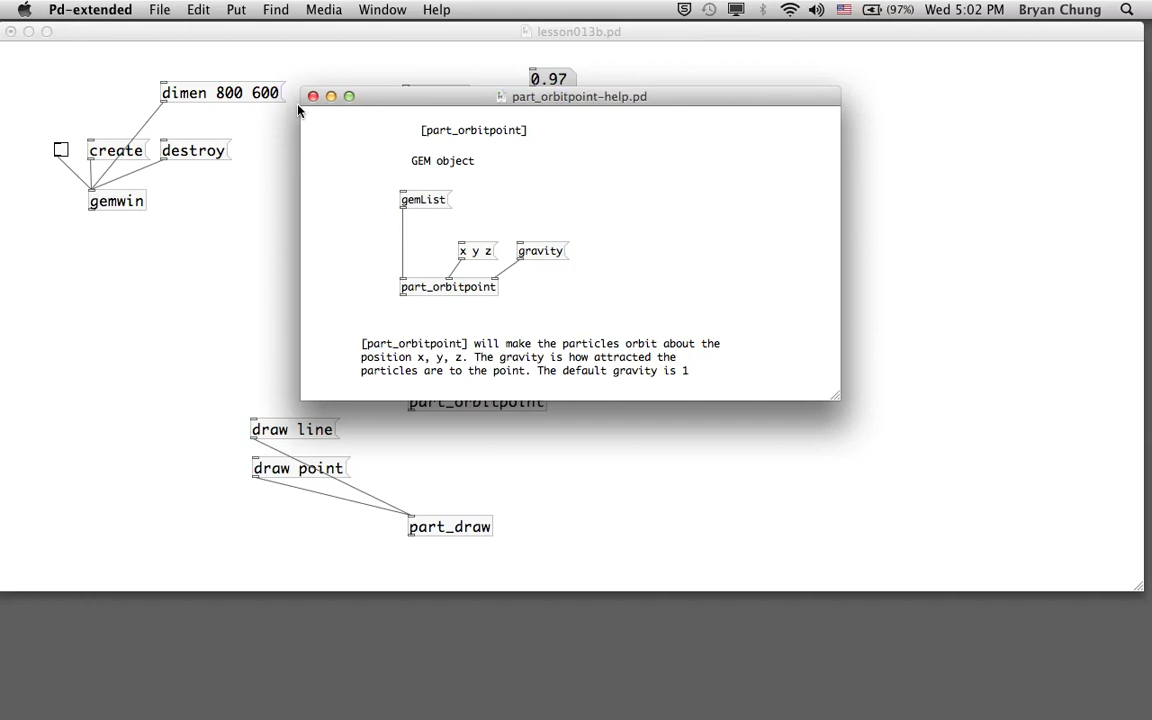 Pd-extended File Edit Put Find Media Window Help (97%) Wed 5:02 PM Bryan Chung
lesson013b.pd
0.97
dimen 800 600
create
destroy
gemwin
part_orbitpoint-help.pd
[part_orbitpoint]
GEM object
gemList
x y z
gravity
part_orbitpoint
[part_orbitpoint] will make the particles orbit about the
position x, y, z. The gravity is how attracted the
particles are to the point. The default gravity is 1
part_orbitpoint
draw line
draw point
part_draw